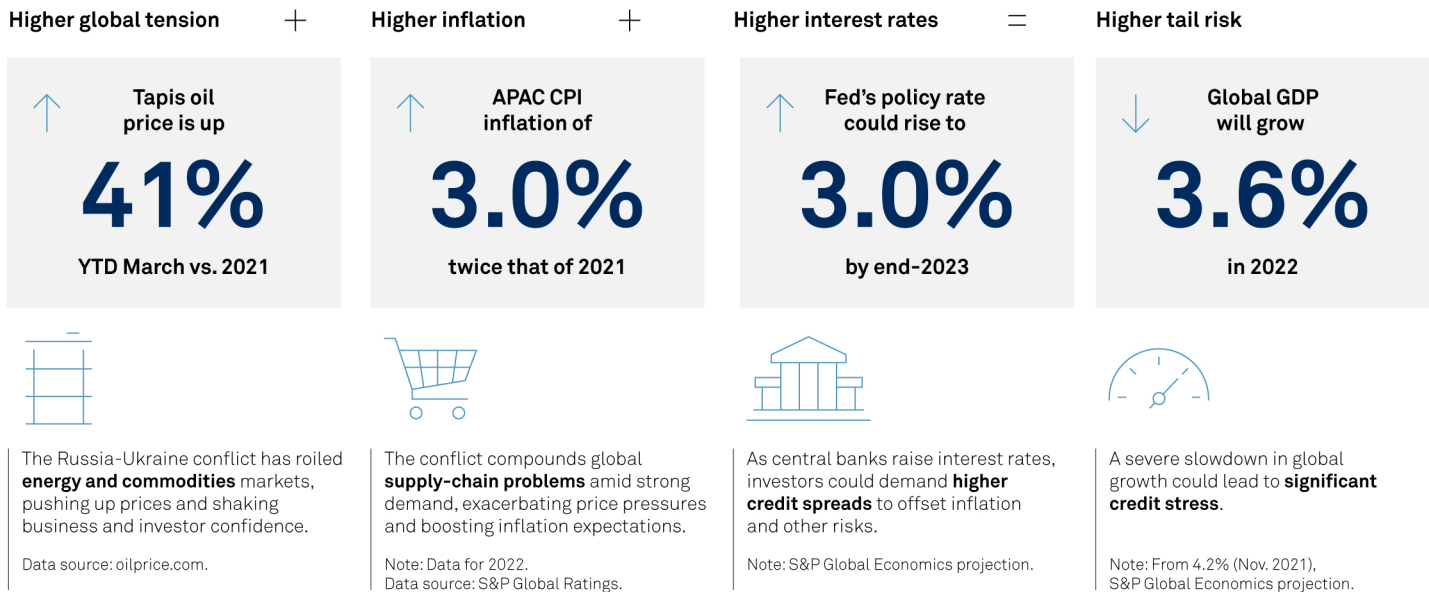 Higher global tension +
Tapis oil
price is up
41%
YTD March vs. 2021
The Russia-Ukraine conflict has roiled
energy and commodities markets,
pushing up prices and shaking
business and investor confidence.
Data source: oilprice.com.
Higher inflation +
APAC CPI
inflation of
3.0%
twice that of 2021
The conflict compounds global
supply-chain problems amid strong
demand, exacerbating price pressures
and boosting inflation expectations.
Note: Data for 2022.
Data source: S&P Global Ratings.
Higher interest rates =
Fed's policy rate
could rise to
3.0%
by end-2023
As central banks raise interest rates,
investors could demand higher
credit spreads to offset inflation
and other risks.
Note: S&P Global Economics projection.
Higher tail risk
Global GDP
will grow
3.6%
in 2022
A severe slowdown in global
growth could lead to significant
credit stress.
Note: From 4.2% (Nov. 2021),
S&P Global Economics projection.